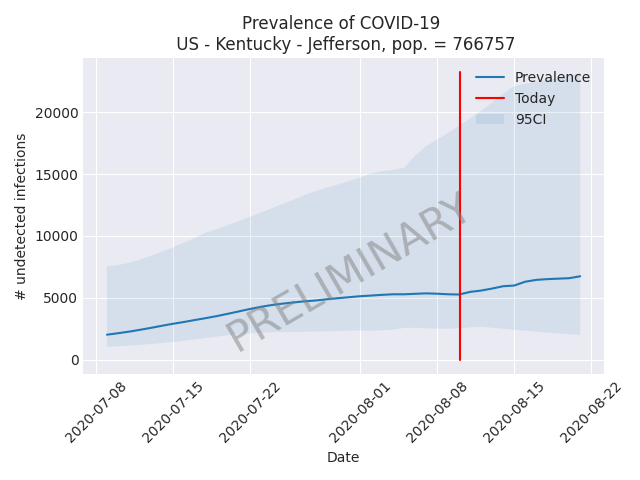 Prevalence of COVID-19
US - Kentucky - Jefferson, pop. = 766757
Prevalence
Today
95CI
20000
15000
10000
5000
0
# undetected infections
PRELIMINARY
2020-07-08
2020-07-15
2020-07-22
2020-08-01
2020-08-08
2020-08-15
2020-08-22
Date